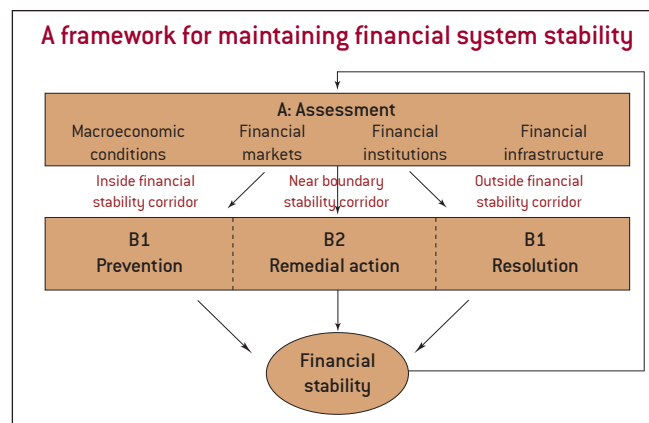 A framework for maintaining financial system stability
A: Assessment
Macroeconomic conditions
Financial markets
Financial institutions
Financial infrastructure
Inside financial stability corridor
Near boundary stability corridor
Outside financial stability corridor
B1
Prevention
B2
Remedial action
B1
Resolution
Financial
stability